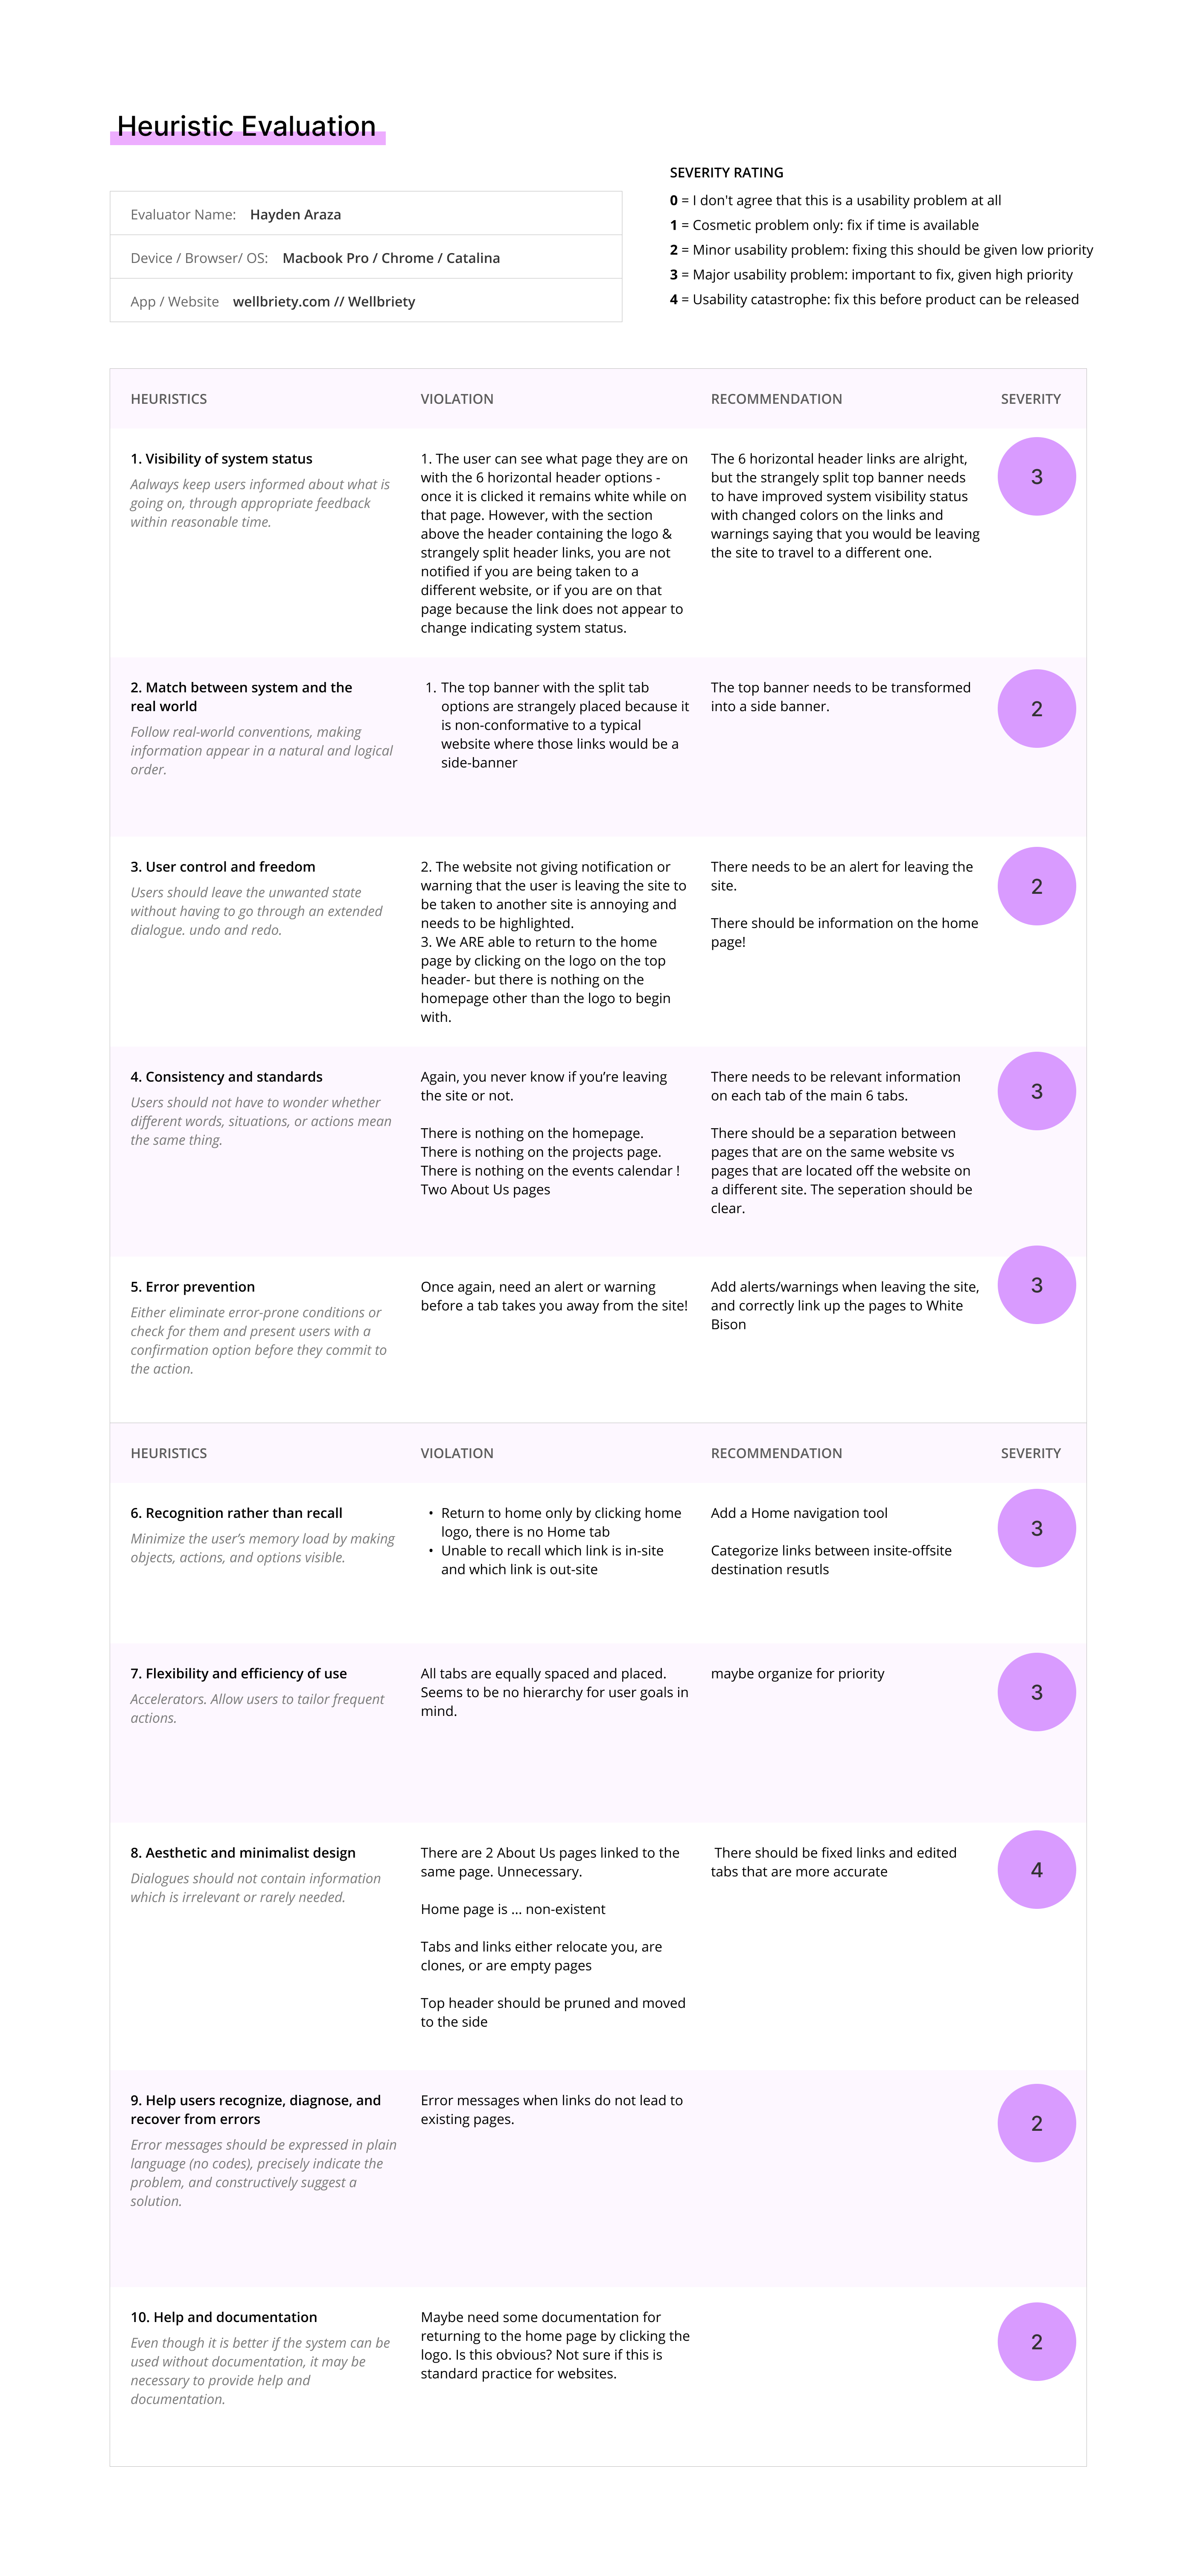 Heuristic Evaluation
SEVERITY RATING
0 = I don't agree that this is a usability problem at all
1 = Cosmetic problem only: fix if time is available
2 = Minor usability problem: fixing this should be given low priority
3 = Major usability problem: important to fix, given high priority
4 = Usability catastrophe: fix this before product can be released
Evaluator Name: Hayden Araza
Device / Browser/ OS: Macbook Pro / Chrome / Catalina
App / Website wellbriety.com // Wellbriety
HEURISTICS
VIOLATION
RECOMMENDATION
SEVERITY
1. Visibility of system status
Aalways keep users informed about what is
going on, through appropriate feedback
within reasonable time.
1. The user can see what page they are on
with the 6 horizontal header options -
once it is clicked it remains white while on
that page. However, with the section
above the header containing the logo &
strangely split header links, you are not
notified if you are being taken to a
different website, or if you are on that
page because the link does not appear to
change indicating system status.
The 6 horizontal header links are alright,
but the strangely split top banner needs
to have improved system visibility status
with changed colors on the links and
warnings saying that you would be leaving
the site to travel to a different one.
3
2. Match between system and the
real world
Follow real-world conventions, making
information appear in a natural and logical
order.
1. The top banner with the split tab
options are strangely placed because it
is non-conformative to a typical
website where those links would be a
side-banner
The top banner needs to be transformed
into a side banner.
2
3. User control and freedom
Users should leave the unwanted state
without having to go through an extended
dialogue. undo and redo.
2. The website not giving notification or
warning that the user is leaving the site to
be taken to another site is annoying and
needs to be highlighted.
3. We ARE able to return to the home
page by clicking on the logo on the top
header- but there is nothing on the
homepage other than the logo to begin
with.
There needs to be an alert for leaving the
site.
There should be information on the home
page!
2
4. Consistency and standards
Users should not have to wonder whether
different words, situations, or actions mean
the same thing.
Again, you never know if you’re leaving
the site or not.
There is nothing on the homepage.
There is nothing on the projects page.
There is nothing on the events calendar !
Two About Us pages
There needs to be relevant information
on each tab of the main 6 tabs.
There should be a separation between
pages that are on the same website vs
pages that are located off the website on
a different site. The seperation should be
clear.
3
5. Error prevention
Either eliminate error-prone conditions or
check for them and present users with a
confirmation option before they commit to
the action.
Once again, need an alert or warning
before a tab takes you away from the site!
Add alerts/warnings when leaving the site,
and correctly link up the pages to White
Bison
3
HEURISTICS
VIOLATION
RECOMMENDATION
SEVERITY
6. Recognition rather than recall
Minimize the user’s memory load by making
objects, actions, and options visible.
• Return to home only by clicking home
logo, there is no Home tab
• Unable to recall which link is in-site
and which link is out-site
Add a Home navigation tool
Categorize links between insite-offsite
destination resutls
3
7. Flexibility and efficiency of use
Accelerators. Allow users to tailor frequent
actions.
All tabs are equally spaced and placed.
Seems to be no hierarchy for user goals in
mind.
maybe organize for priority
3
8. Aesthetic and minimalist design
Dialogues should not contain information
which is irrelevant or rarely needed.
There are 2 About Us pages linked to the
same page. Unnecessary.
Home page is ... non-existent
Tabs and links either relocate you, are
clones, or are empty pages
Top header should be pruned and moved
to the side
There should be fixed links and edited
tabs that are more accurate
4
9. Help users recognize, diagnose, and
recover from errors
Error messages should be expressed in plain
language (no codes), precisely indicate the
problem, and constructively suggest a
solution.
Error messages when links do not lead to
existing pages.
2
10. Help and documentation
Even though it is better if the system can be
used without documentation, it may be
necessary to provide help and
documentation.
Maybe need some documentation for
returning to the home page by clicking the
logo. Is this obvious? Not sure if this is
standard practice for websites.
2